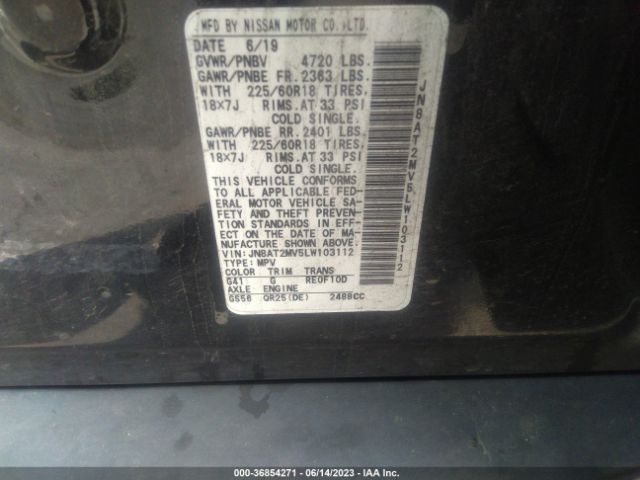 MFD BY NISSAN MOTOR CO.,LTD.
DATE 6/19
GVWR/PNBV 4720 LBS.
GAWR/PNBE FR. 2363 LBS.
WITH 225/60R18 TIRES.
18×7J RIMS.AT 33 PSI
COLD SINGLE.
GAWR/PNBE RR. 2401 LBS.
WITH 225/60R18 TIRES.
18×7J RIMS.AT 33 PSI
COLD SINGLE.
THIS VEHICLE CONFORMS
TO ALL APPLICABLE FED-
ERAL MOTOR VEHICLE SA-
FETY AND THEFT PREVEN-
TION STANDARDS IN EFF-
ECT ON THE DATE OF MA-
NUFACTURE SHOWN ABOVE.
VIN:JN8AT2MV5LW103112
TYPE:MPV
COLOR TRIM TRANS
G41 G RE0F10D
AXLE ENGINE
GS56 QR25(DE) 2488CC
JN8AT2MV5LW103112
000-36854271 - 06/14/2023 - IAA Inc.